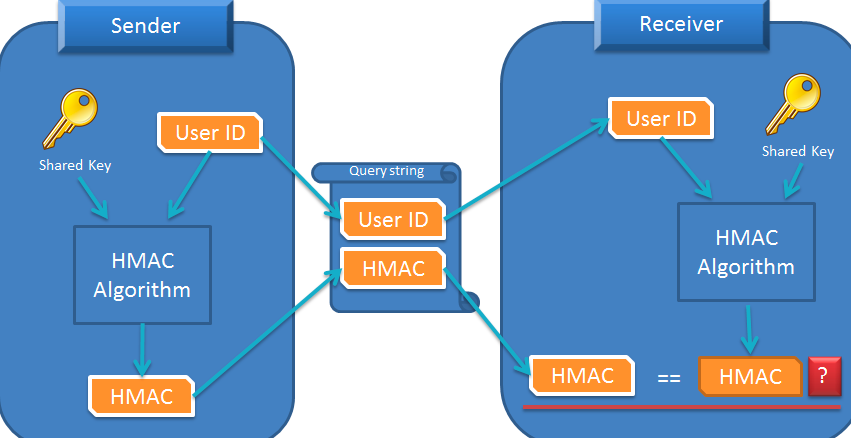 Sender
Receiver
Shared Key
User ID
HMAC
Algorithm
HMAC
Query string
User ID
HMAC
User ID
Shared Key
HMAC
Algorithm
HMAC == HMAC ?